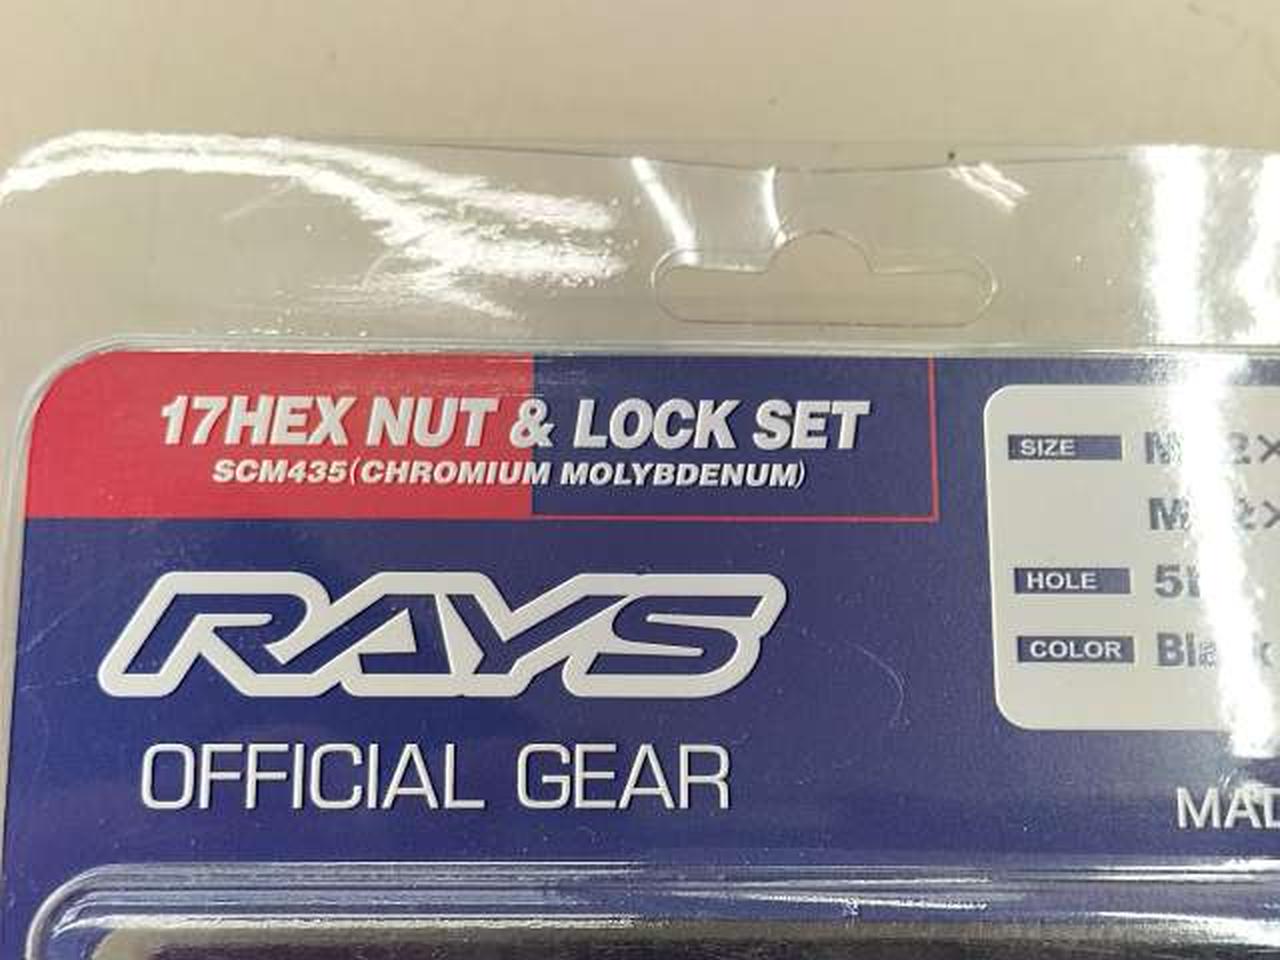 17HEX NUT & LOCK SET
SCM435(CHROMIUM MOLYBDENUM)
RAYS
OFFICIAL GEAR
SIZE
HOLE
COLOR